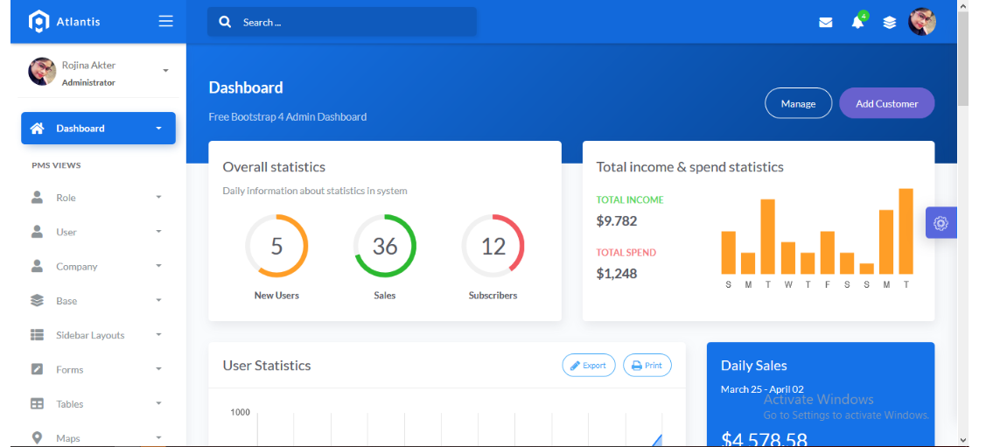 Atlantis
Search ...
4
Rojina Akter
Administrator
Dashboard
PMS VIEWS
Role
User
Company
Base
Sidebar Layouts
Forms
Tables
Maps
Dashboard
Free Bootstrap 4 Admin Dashboard
Manage
Add Customer
Overall statistics
Daily information about statistics in system
5
36
12
New Users
Sales
Subscribers
Total income & spend statistics
TOTAL INCOME
$9.782
TOTAL SPEND
$1,248
S M T W T F S S M T
User Statistics
Export
Print
1000
Daily Sales
March 25 - April 02
$4,578.58
Activate Windows
Go to Settings to activate Windows.